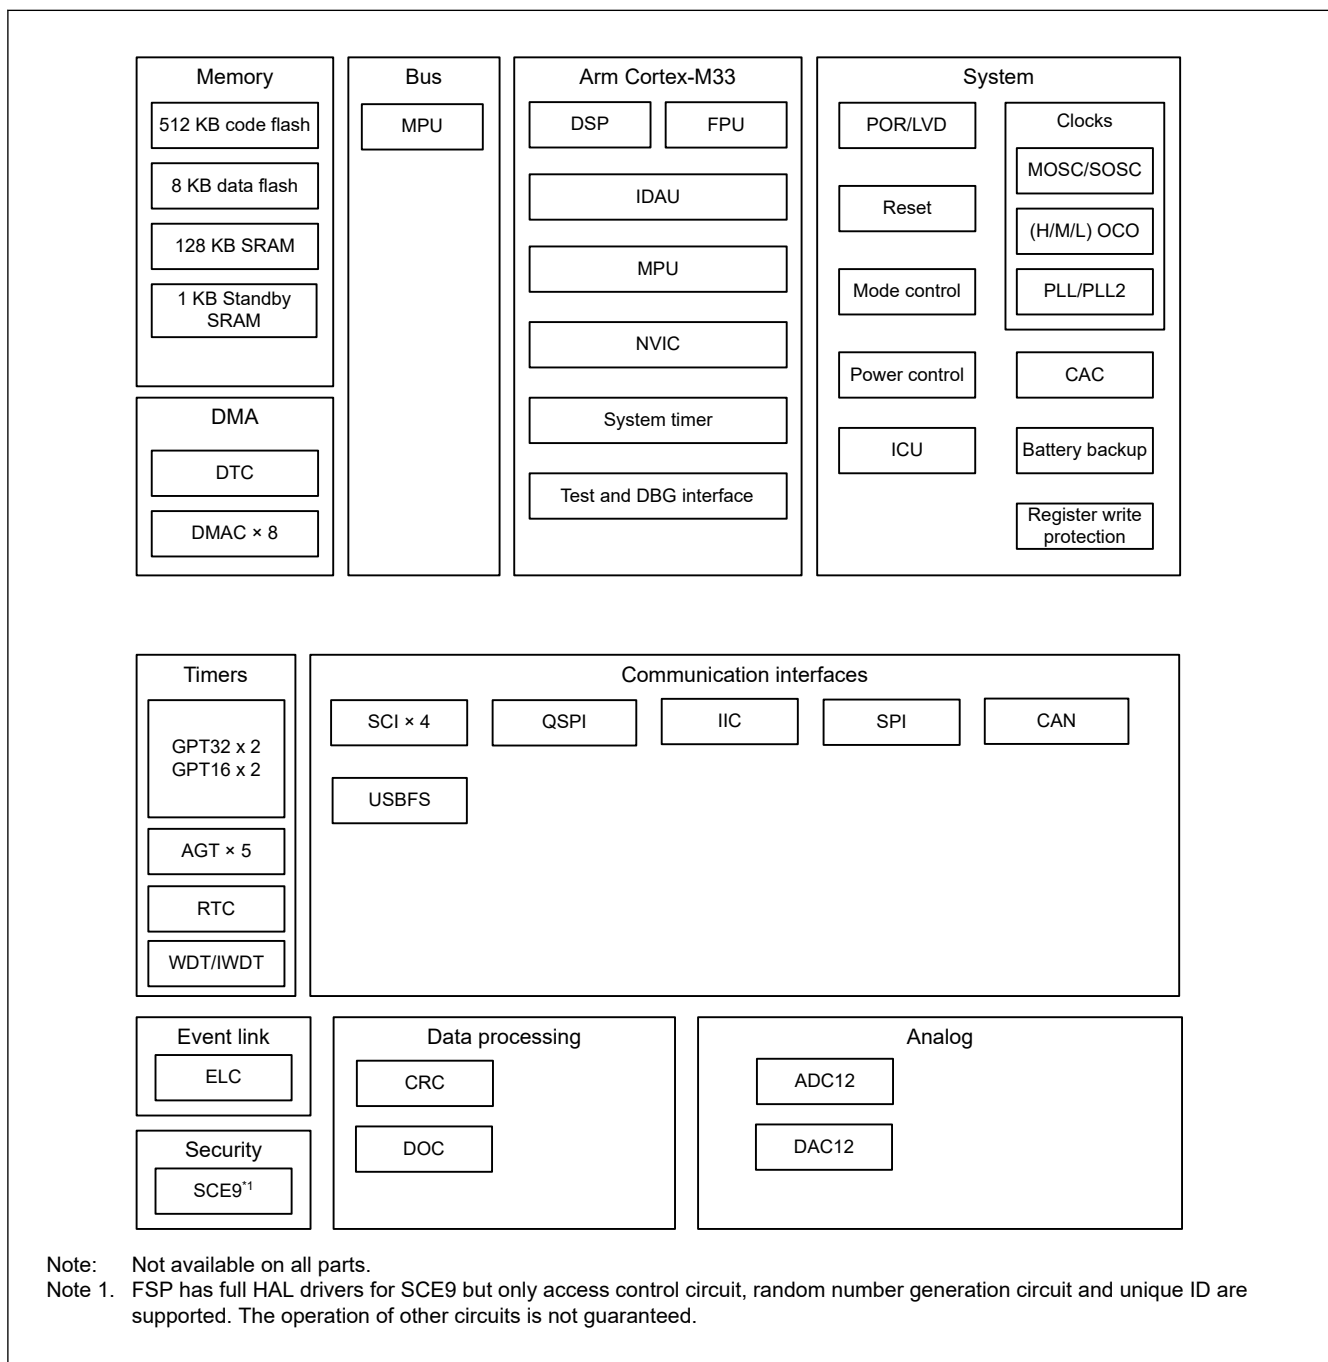 Memory
512 KB code flash
8 KB data flash
128 KB SRAM
1 KB Standby
SRAM
DMA
DTC
DMAC × 8
Bus
MPU
Arm Cortex-M33
DSP
FPU
IDAU
MPU
NVIC
System timer
Test and DBG interface
System
POR/LVD
Reset
Mode control
Power control
ICU
Clocks
MOSC/SOSC
(H/M/L) OCO
PLL/PLL2
CAC
Battery backup
Register write
protection
Timers
GPT32 x 2
GPT16 x 2
AGT × 5
RTC
WDT/IWDT
Communication interfaces
SCI × 4
QSPI
IIC
SPI
CAN
USBFS
Event link
ELC
Security
SCE9*1
Data processing
CRC
DOC
Analog
ADC12
DAC12
Note: Not available on all parts.
Note 1. FSP has full HAL drivers for SCE9 but only access control circuit, random number generation circuit and unique ID are
supported. The operation of other circuits is not guaranteed.